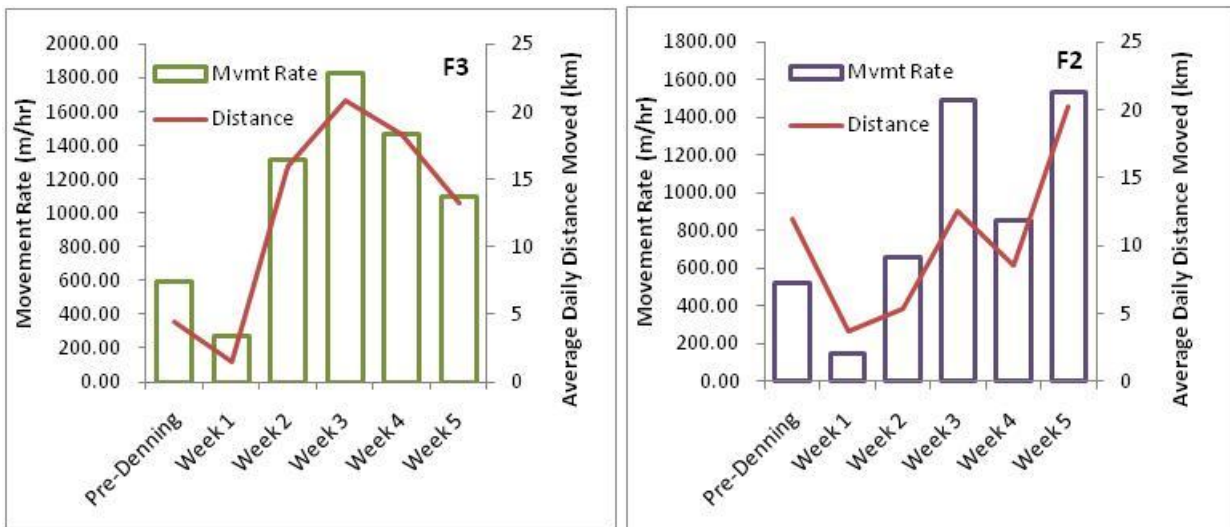 F3
Mvmt Rate
Distance
Movement Rate (m/hr)
2000.00
1800.00
1600.00
1400.00
1200.00
1000.00
800.00
600.00
400.00
200.00
0.00
25
20
15
10
5
0
Average Daily Distance Moved (km)
Pre-Denning
Week 1
Week 2
Week 3
Week 4
Week 5
F2
Mvmt Rate
Distance
Movement Rate (m/hr)
1800.00
1600.00
1400.00
1200.00
1000.00
800.00
600.00
400.00
200.00
0.00
25
20
15
10
5
0
Average Daily Distance Moved (km)
Pre-Denning
Week 1
Week 2
Week 3
Week 4
Week 5